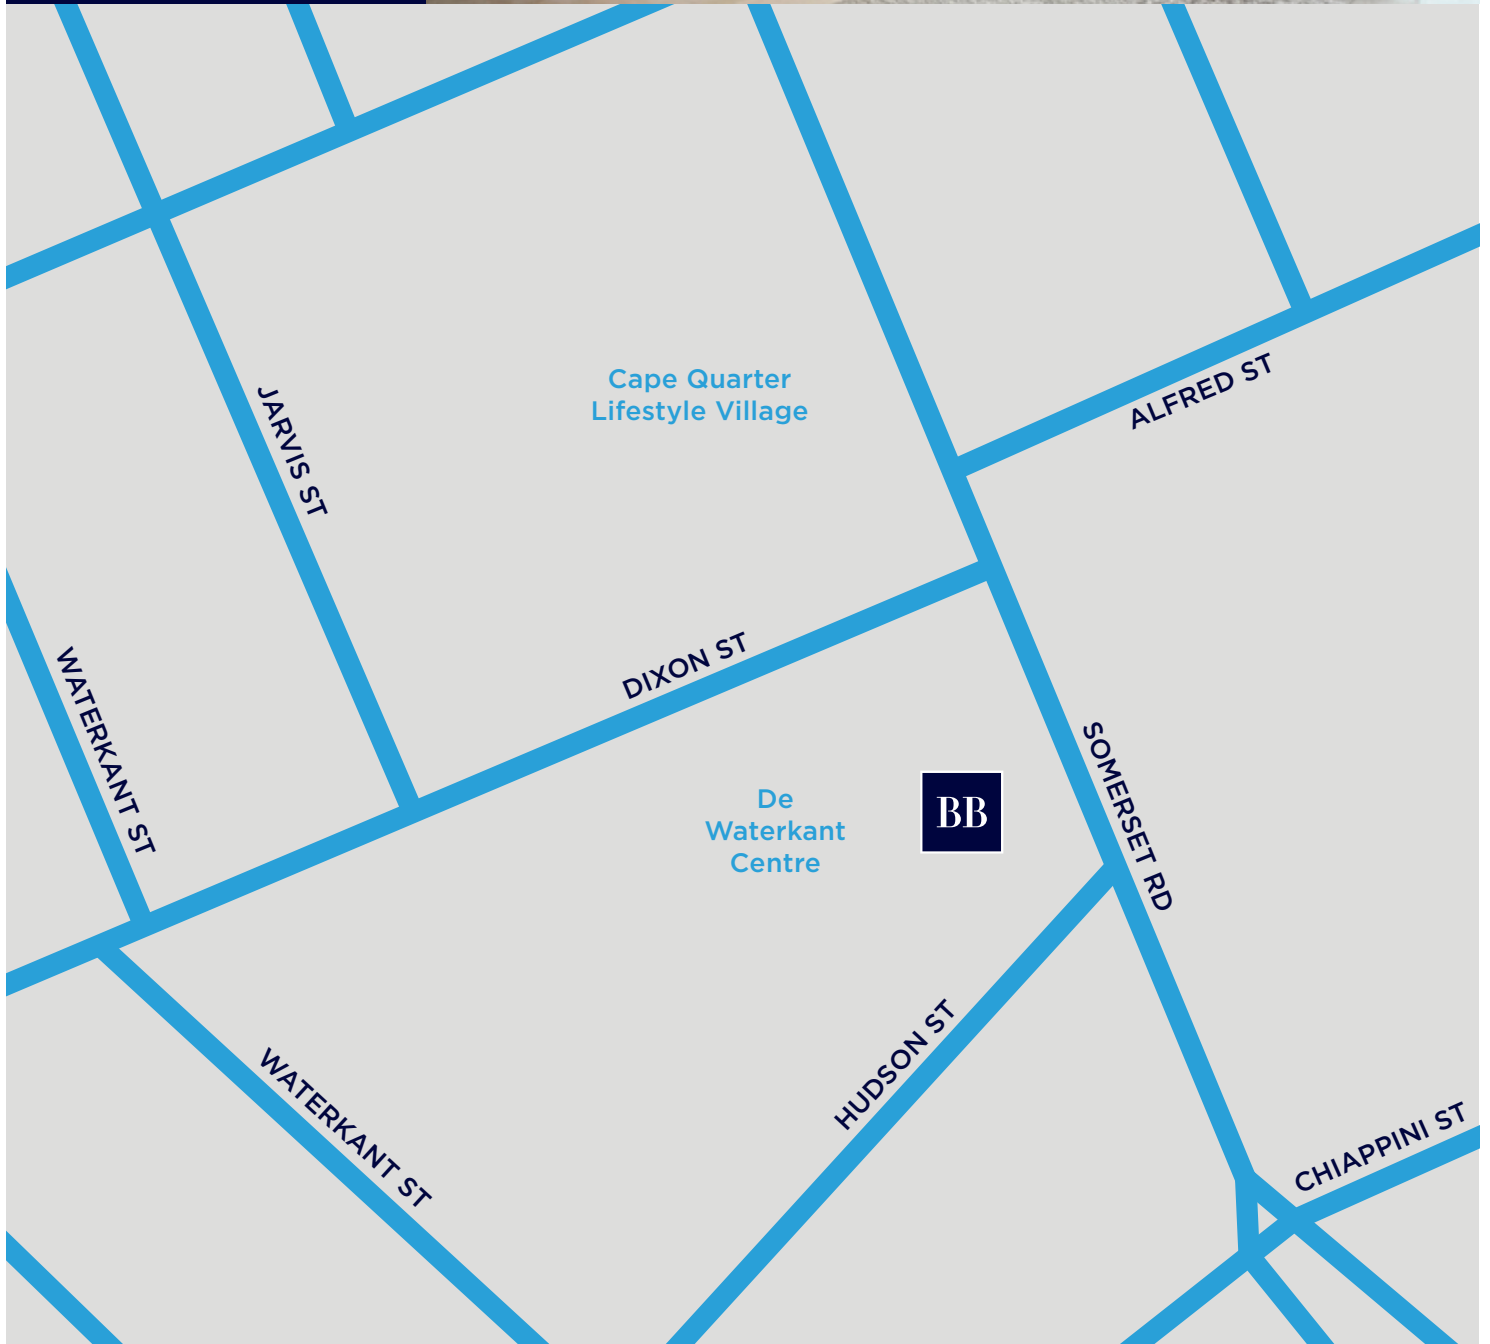 Cape Quarter
Lifestyle Village
ALFRED ST
JARVIS ST
DIXON ST
WATERKANT ST
SOMERSET RD
De
Waterkant
Centre
BB
HUDSON ST
WATERKANT ST
CHIAPPINI ST